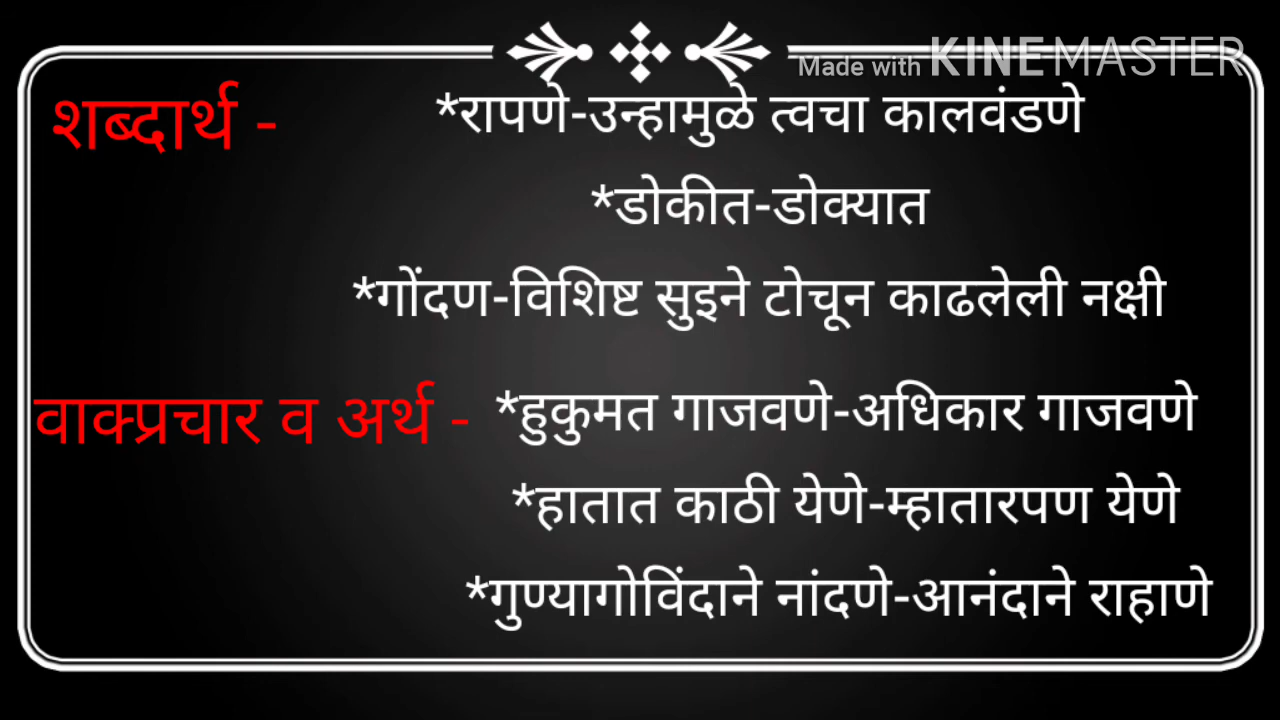 Made with KINEMASTER
शब्दार्थ - *रापणे-उन्हामुळे त्वचा कालवंडणे
*डोकीत-डोक्यात
*गोंदण-विशिष्ट सुइने टोचून काढलेली नक्षी
वाक्प्रचार व अर्थ - *हुकुमत गाजवणे-अधिकार गाजवणे
*हातात काठी येणे-म्हातारपण येणे
*गुण्यागोविंदाने नांदणे-आनंदाने राहाणे